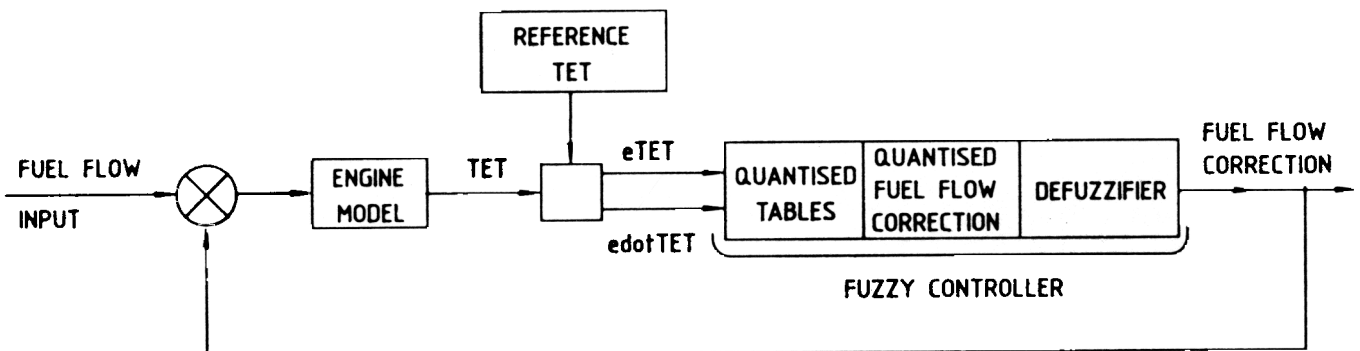 REFERENCE
TET
FUEL FLOW
INPUT
ENGINE
MODEL
TET
eTET
edotTET
QUANTISED
TABLES
QUANTISED
FUEL FLOW
CORRECTION
DEFUZZIFIER
FUEL FLOW
CORRECTION
FUZZY CONTROLLER